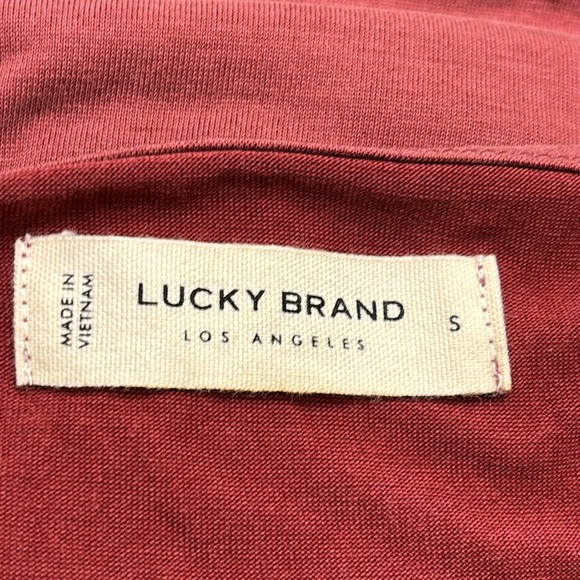 MADE IN
VIETNAM
LUCKY BRAND
LOS ANGELES
S